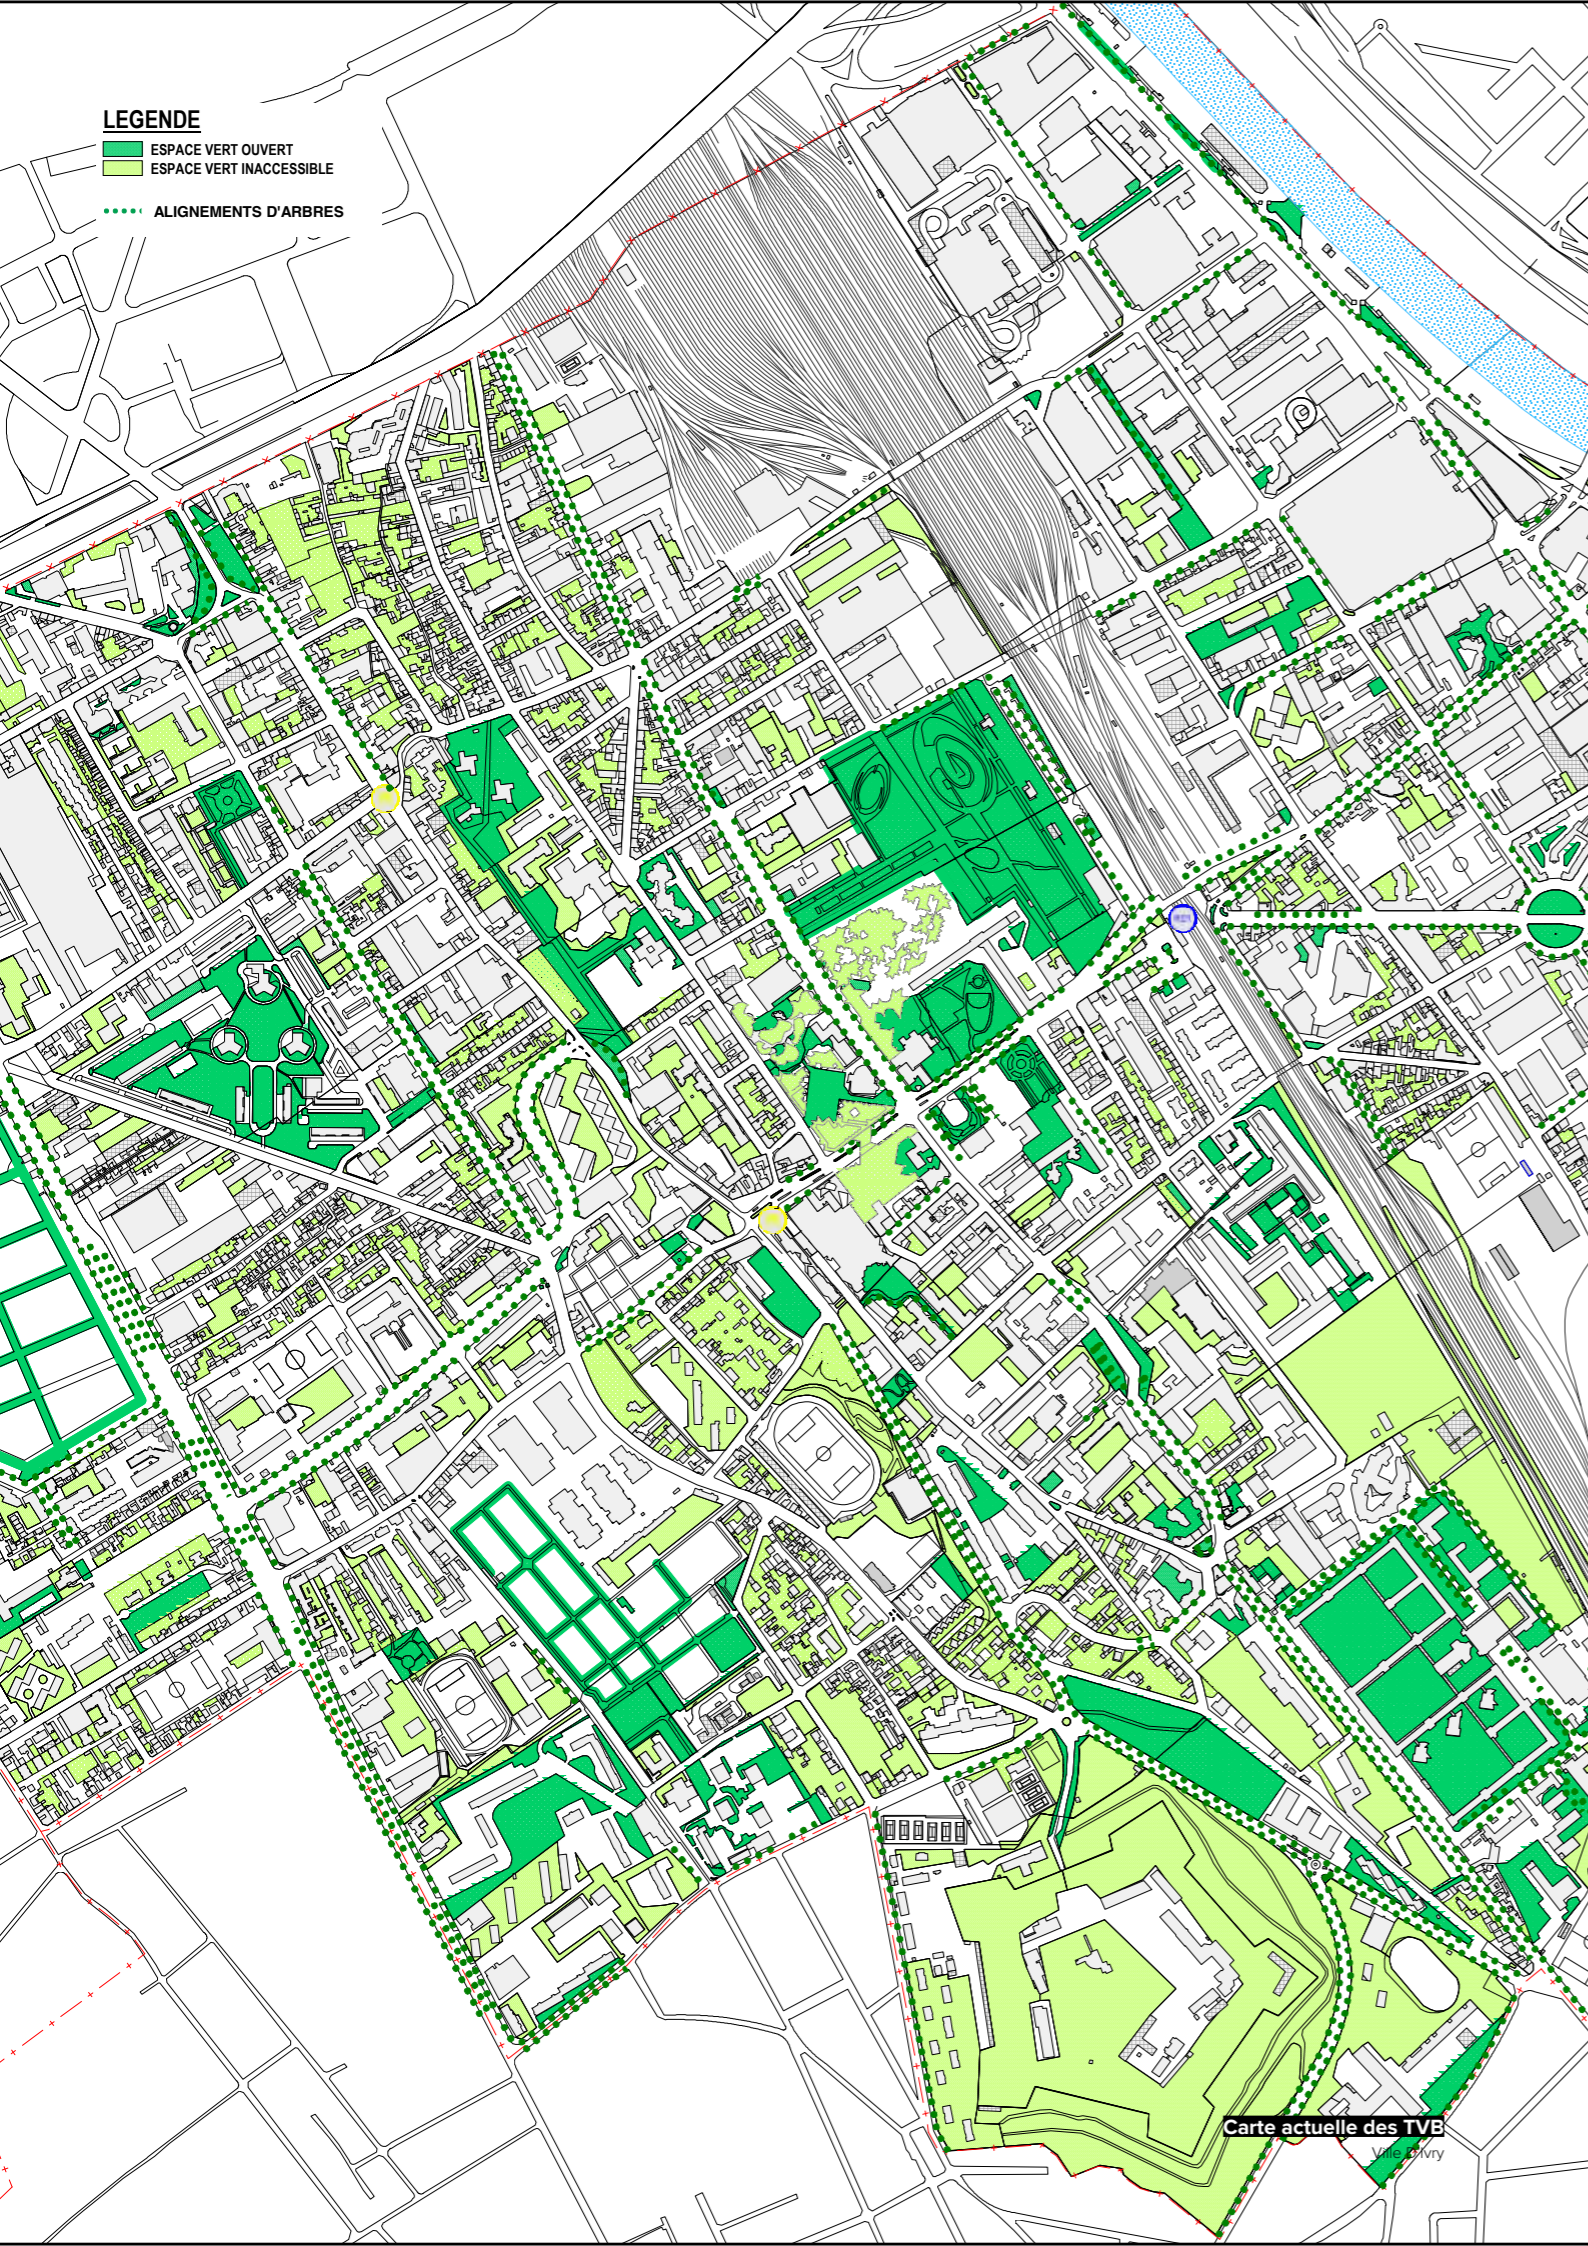 LEGENDE
ESPACE VERT OUVERT
ESPACE VERT INACCESSIBLE
ALIGNEMENTS D'ARBRES
Carte actuelle des TVB
Ville D'Ivry